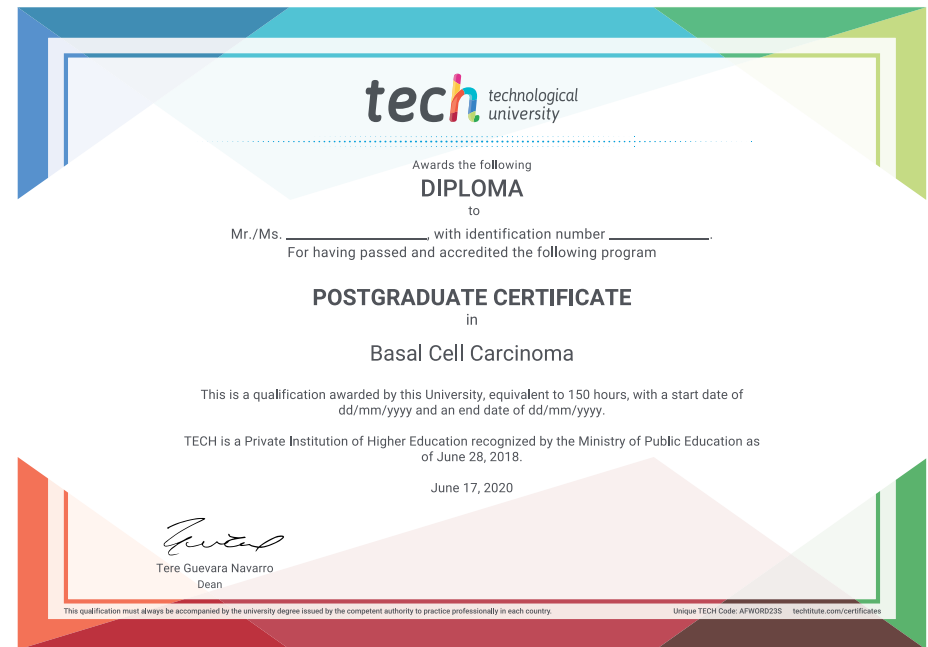 tech technological
university
Awards the following
DIPLOMA
to
Mr./Ms. ____________________, with identification number ______________.
For having passed and accredited the following program
POSTGRADUATE CERTIFICATE
in
Basal Cell Carcinoma
This is a qualification awarded by this University, equivalent to 150 hours, with a start date of
dd/mm/yyyy and an end date of dd/mm/yyyy.
TECH is a Private Institution of Higher Education recognized by the Ministry of Public Education as
of June 28, 2018.
June 17, 2020
Tere Guevara Navarro
Dean
This qualification must always be accompanied by the university degree issued by the competent authority to practice professionally in each country.
Unique TECH Code: AFWORD23S techtitute.com/certificates